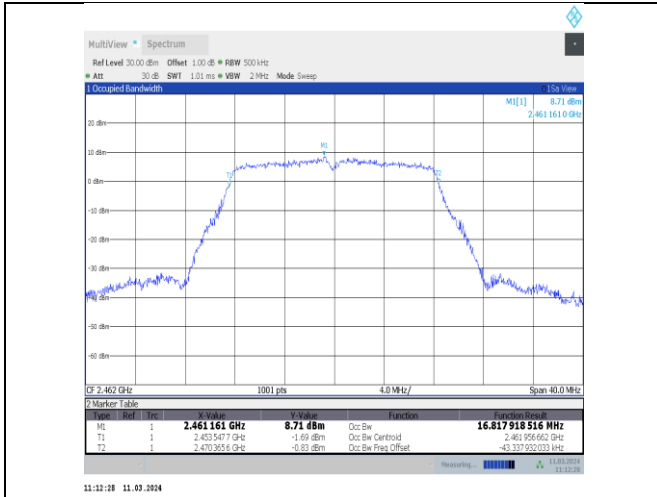 MultiView Spectrum
Ref Level 30.00 dBm Offset 1.00 dB RBW 500 kHz
Att 30 dB SWT 1.01 ms VBW 2 MHz Mode Sweep
1 Occupied Bandwidth 1Sa View
M1[1] 8.71 dBm
2.461 161 0 GHz
20 dBm
M1
10 dBm
T1 T2
0 dBm
-10 dBm
-20 dBm
-30 dBm
-40 dBm
-50 dBm
-60 dBm
CF 2.462 GHz 1001 pts 4.0 MHz/ Span 40.0 MHz
2 Marker Table
Type Ref Trc X-Value Y-Value Function Function Result
M1 1 2.461 161 GHz 8.71 dBm Occ Bw 16.817 918 516 MHz
T1 1 2.453 547 7 GHz -1.69 dBm Occ Bw Centroid 2.461 956 662 GHz
T2 1 2.470 365 6 GHz -0.83 dBm Occ Bw Freq Offset -43.337 932 033 kHz
Measuring... 11.03.2024
11:12:28
11:12:28 11.03.2024